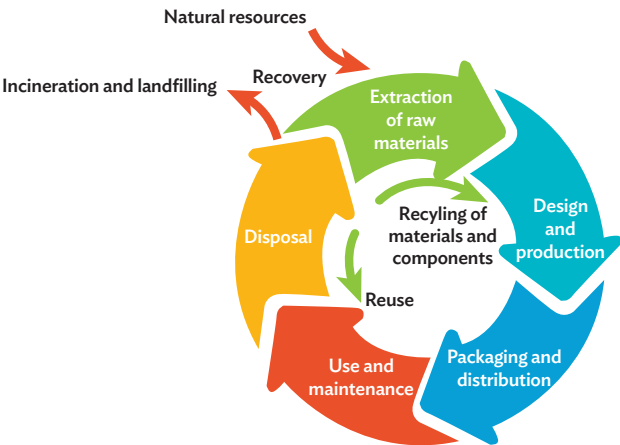 Natural resources
Incineration and landfilling
Recovery
Extraction
of raw
materials
Design
and
production
Recyling of
materials and
components
Disposal
Reuse
Packaging and
distribution
Use and
maintenance